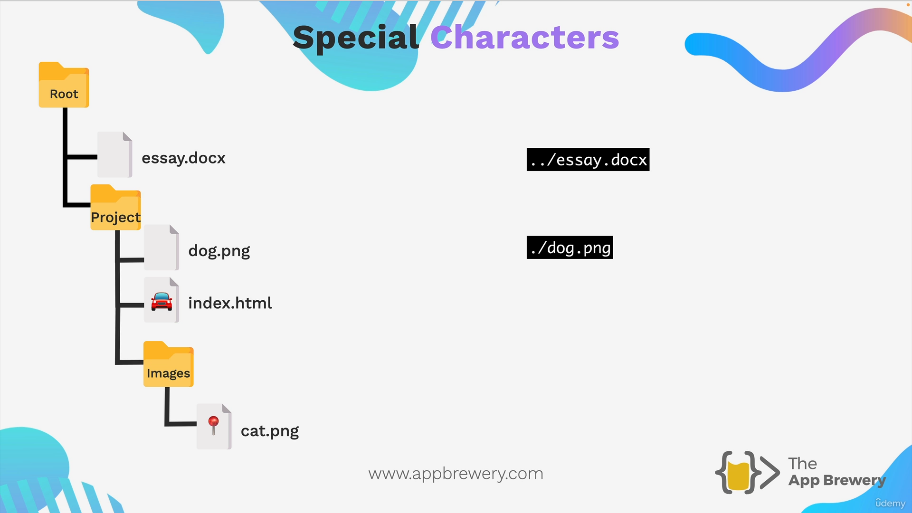 Special Characters
Root
essay.docx
../essay.docx
Project
dog.png
./dog.png
index.html
Images
cat.png
www.appbrewery.com
The
App Brewery
ûdemy